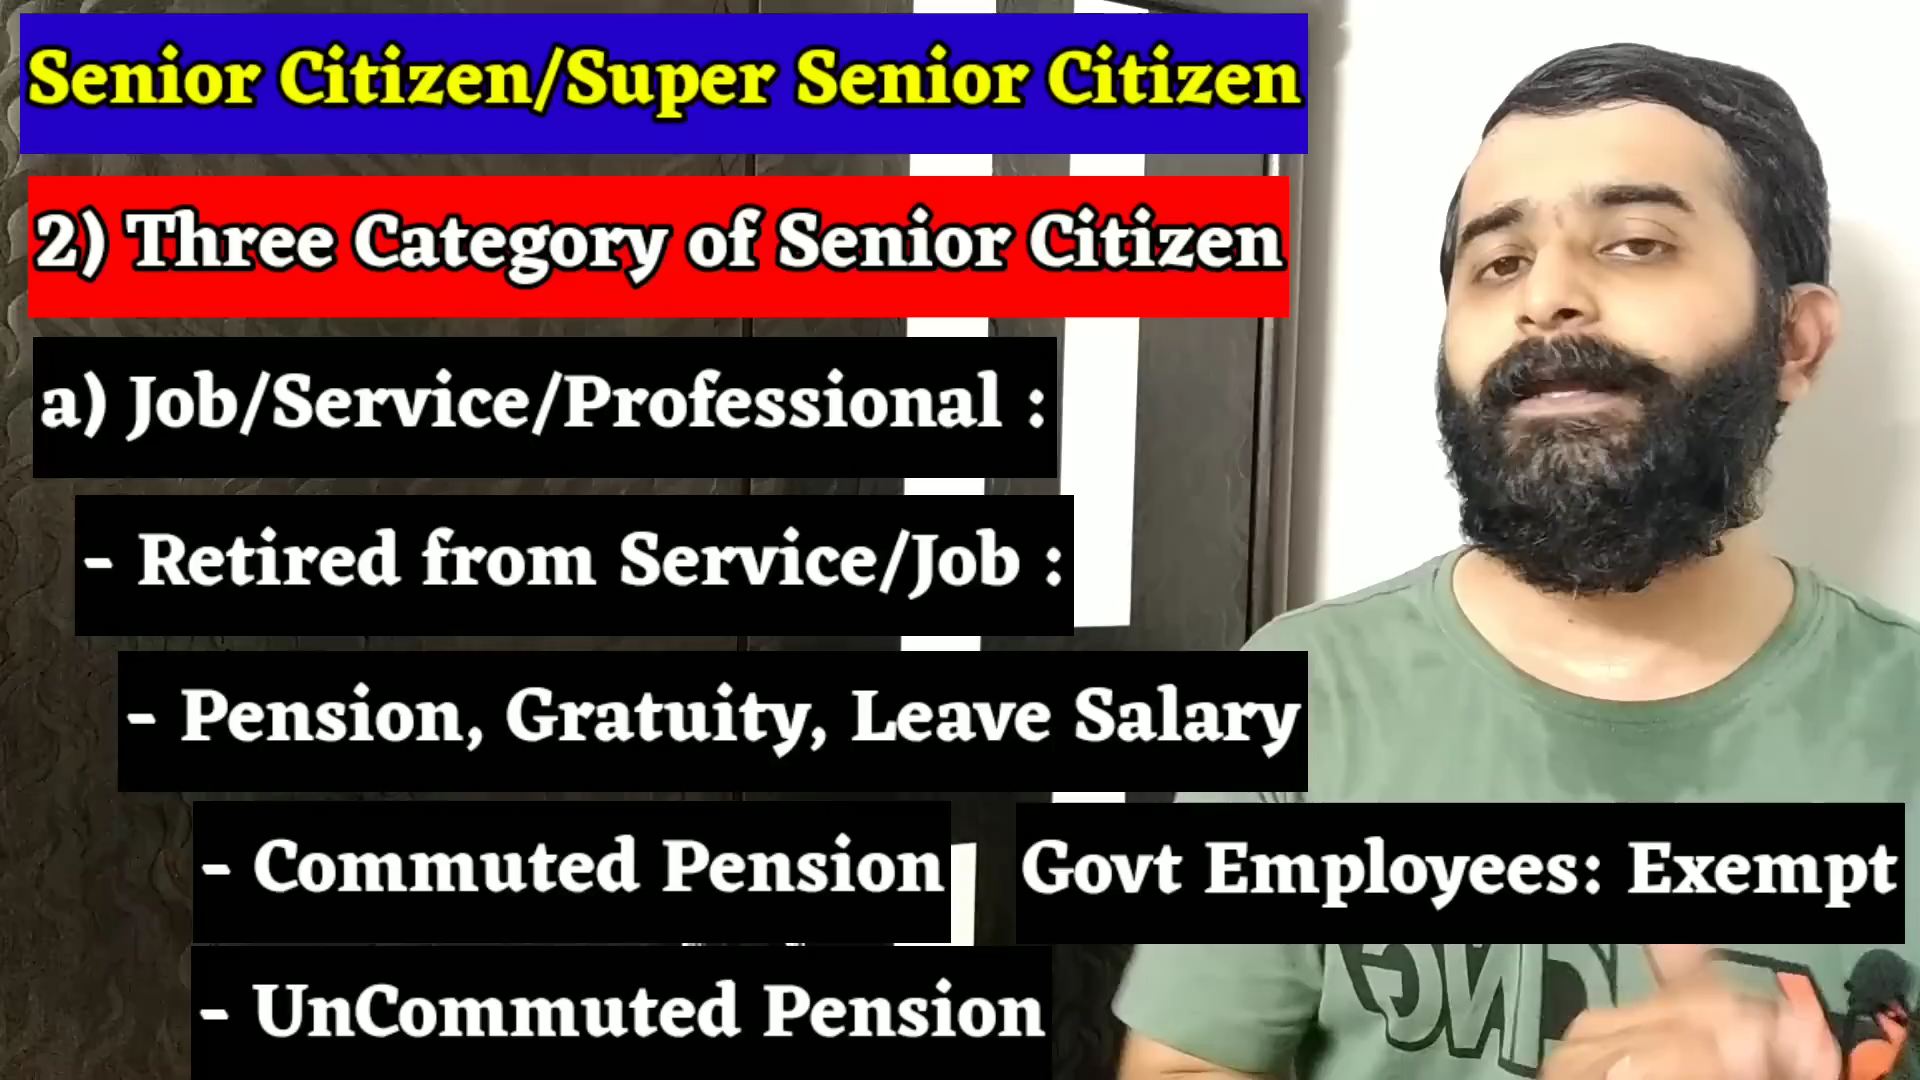 Senior Citizen/Super Senior Citizen
2) Three Category of Senior Citizen
a) Job/Service/Professional :
- Retired from Service/Job :
- Pension, Gratuity, Leave Salary
- Commuted Pension
Govt Employees: Exempt
- UnCommuted Pension